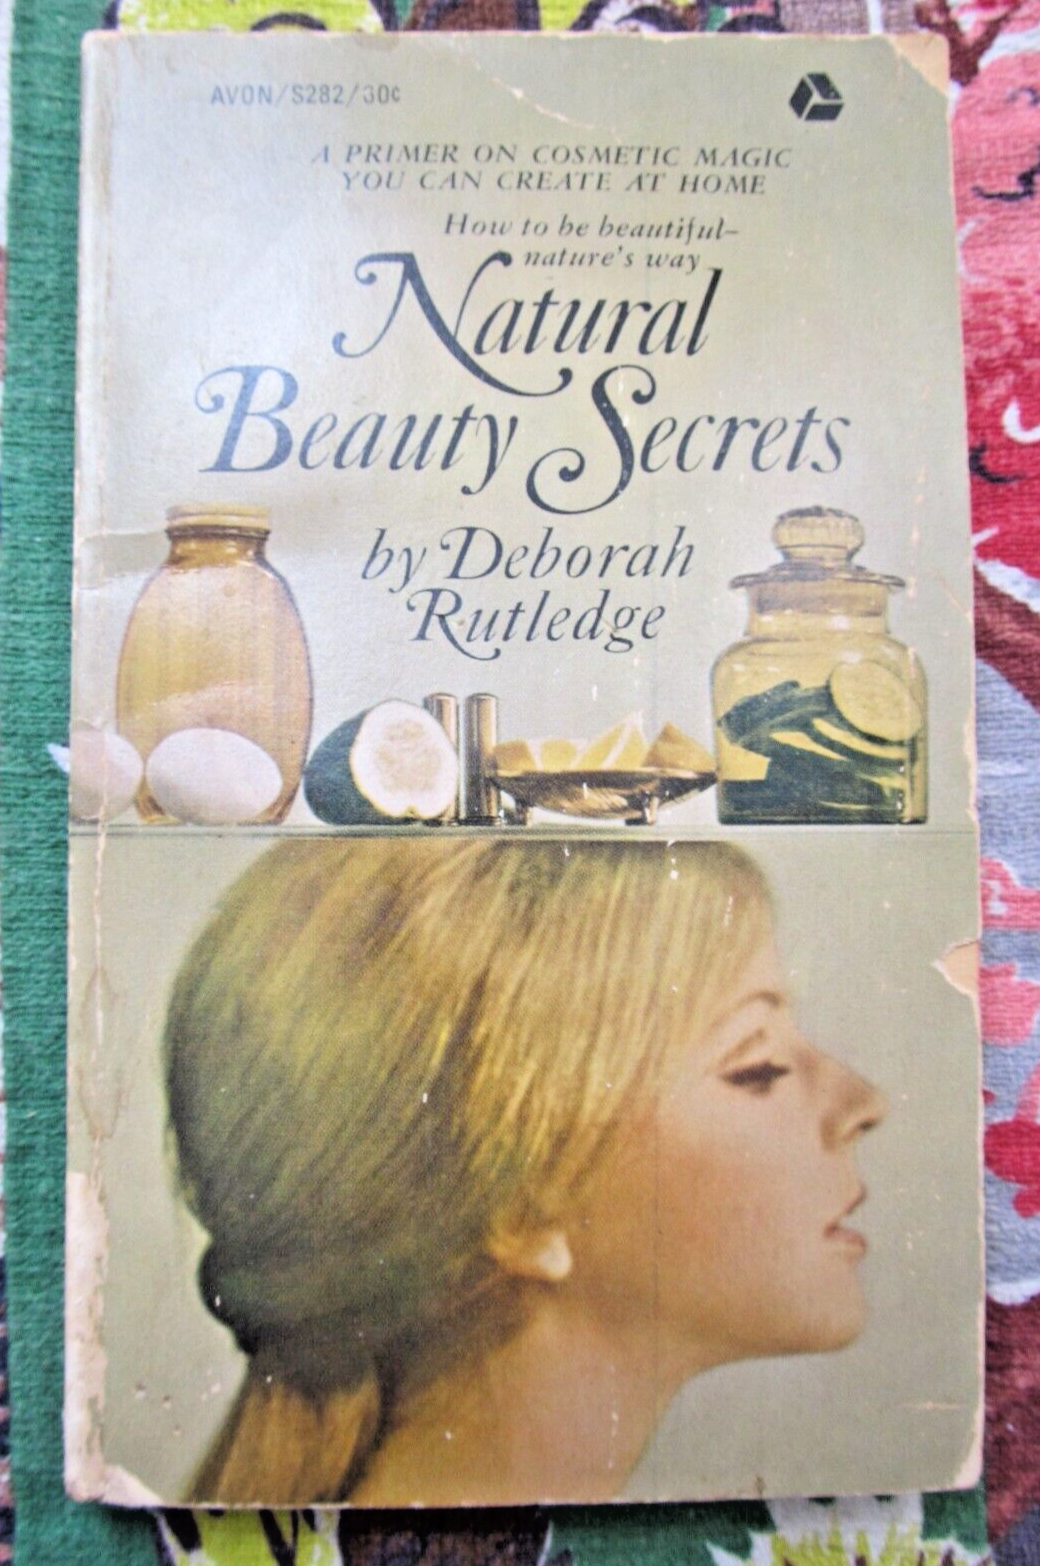 AVON/S282/30¢
A PRIMER ON COSMETIC MAGIC
YOU CAN CREATE AT HOME
How to be beautiful–
nature's way
Natural
Beauty Secrets
by Deborah
Rutledge